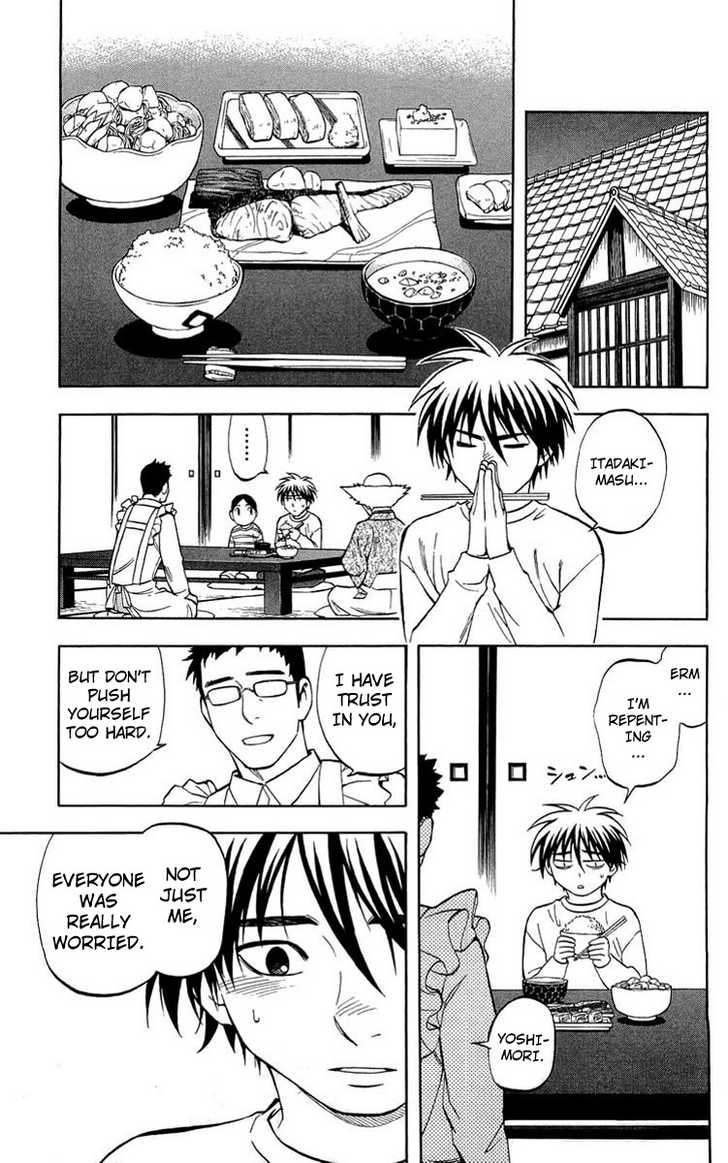 ITADAKI-
MASU...
......
ERM
...
I'M
REPENT-
ING
...
シュン...
YOSHI-
MORI.
I HAVE
TRUST
IN YOU,
BUT DON'T
PUSH
YOURSELF
TOO HARD.
NOT
JUST
ME,
EVERYONE
WAS
REALLY
WORRIED.